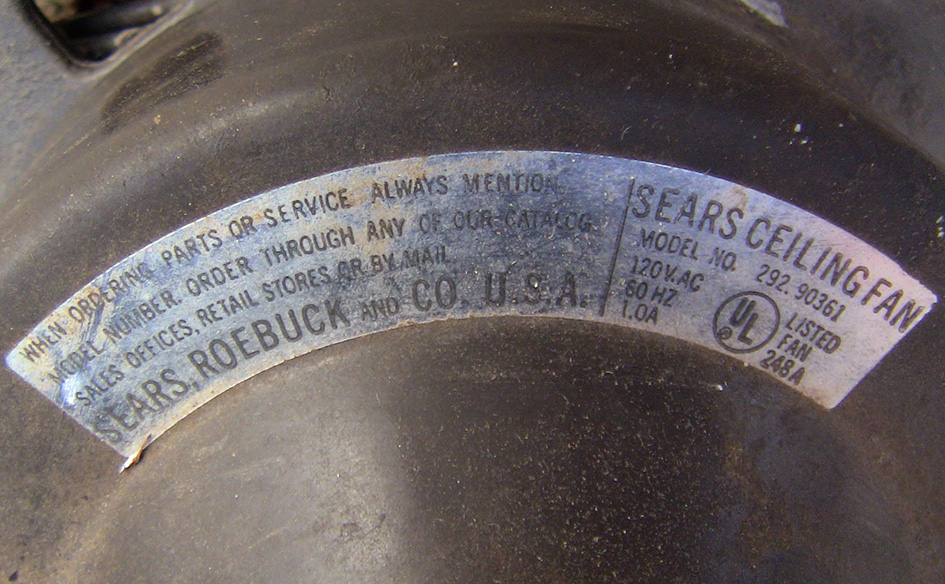 WHEN ORDERING PARTS OR SERVICE ALWAYS MENTION
MODEL NUMBER. ORDER THROUGH ANY OF OUR CATALOG
SALES OFFICES, RETAIL STORES OR BY MAIL
SEARS, ROEBUCK AND CO. U.S.A.
SEARS CEILING FAN
MODEL NO. 292.90361
120V.AC
60 HZ
1.0A
UL
®
LISTED
FAN
248A